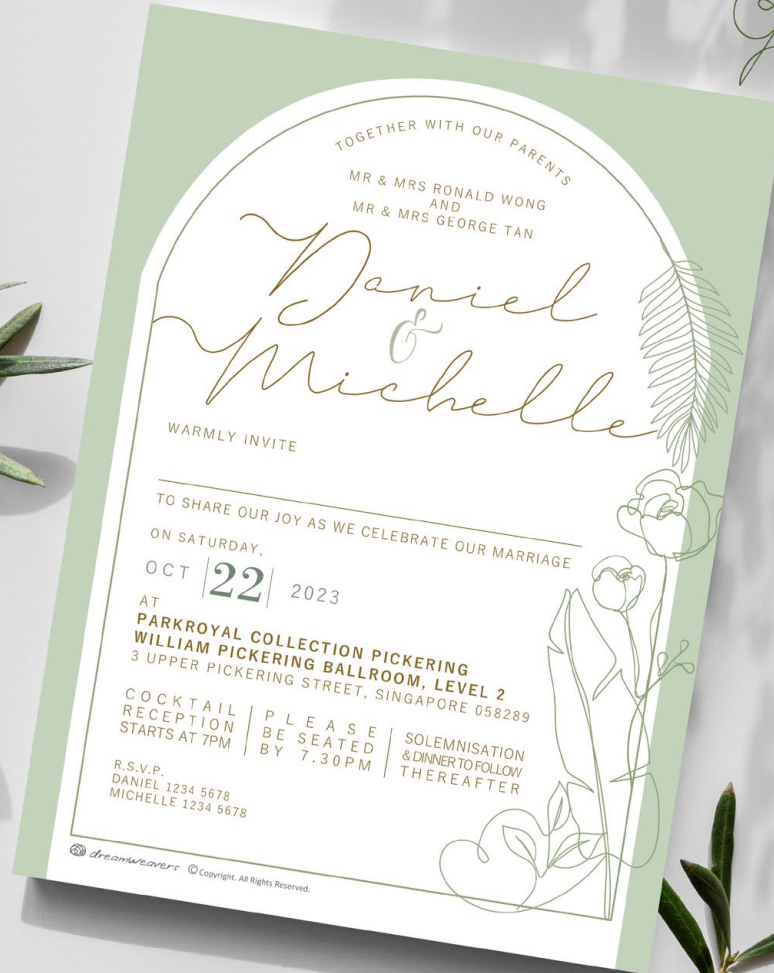 TOGETHER WITH OUR PARENTS
MR & MRS RONALD WONG
AND
MR & MRS GEORGE TAN
Daniel
&
Michelle
WARMLY INVITE
TO SHARE OUR JOY AS WE CELEBRATE OUR MARRIAGE
ON SATURDAY,
OCT 22 2023
AT
PARKROYAL COLLECTION PICKERING
WILLIAM PICKERING BALLROOM, LEVEL 2
3 UPPER PICKERING STREET, SINGAPORE 058289
COCKTAIL
RECEPTION
STARTS AT 7PM
PLEASE
BE SEATED
BY 7.30PM
SOLEMNISATION
& DINNER TO FOLLOW
THEREAFTER
R.S.V.P.
DANIEL 1234 5678
MICHELLE 1234 5678
dreamweavers © Copyright. All Rights Reserved.